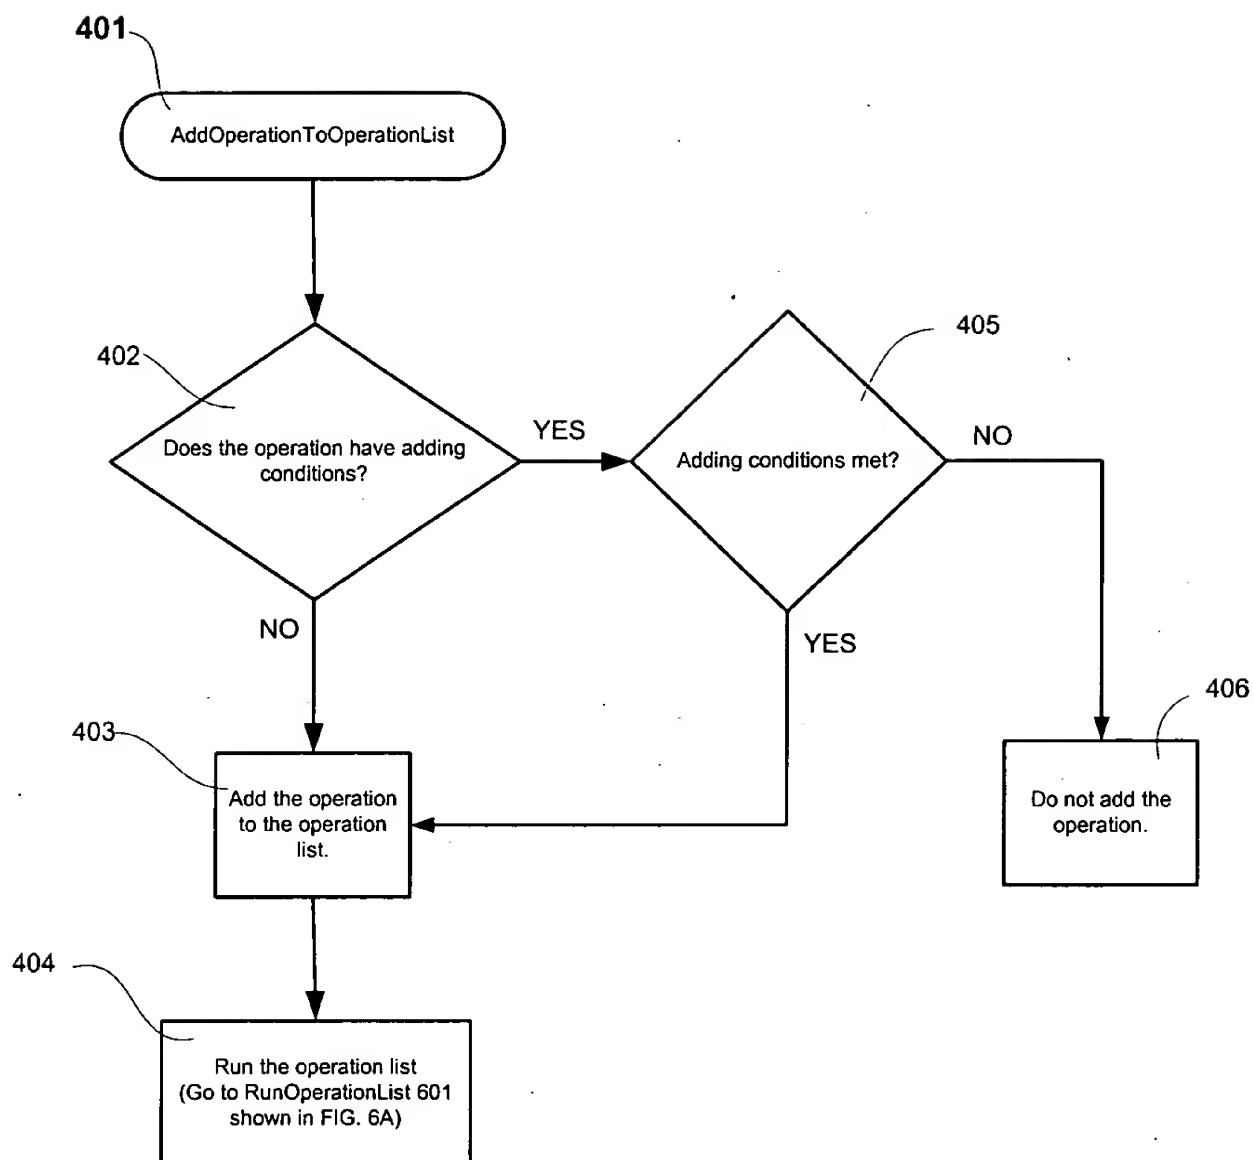 401
AddOperationToOperationList
402
Does the operation have adding
conditions?
YES
405
Adding conditions met?
NO
NO
YES
403
Add the operation
to the operation
list.
406
Do not add the
operation.
404
Run the operation list
(Go to RunOperationList 601
shown in FIG. 6A)